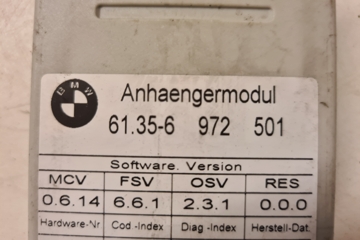 BMW
Anhaengermodul
61.35-6 972 501
Software. Version
MCV FSV OSV RES
0.6.14 6.6.1 2.3.1 0.0.0
Hardware-Nr Cod.-Index Diag.-Index Herstell-Dat.